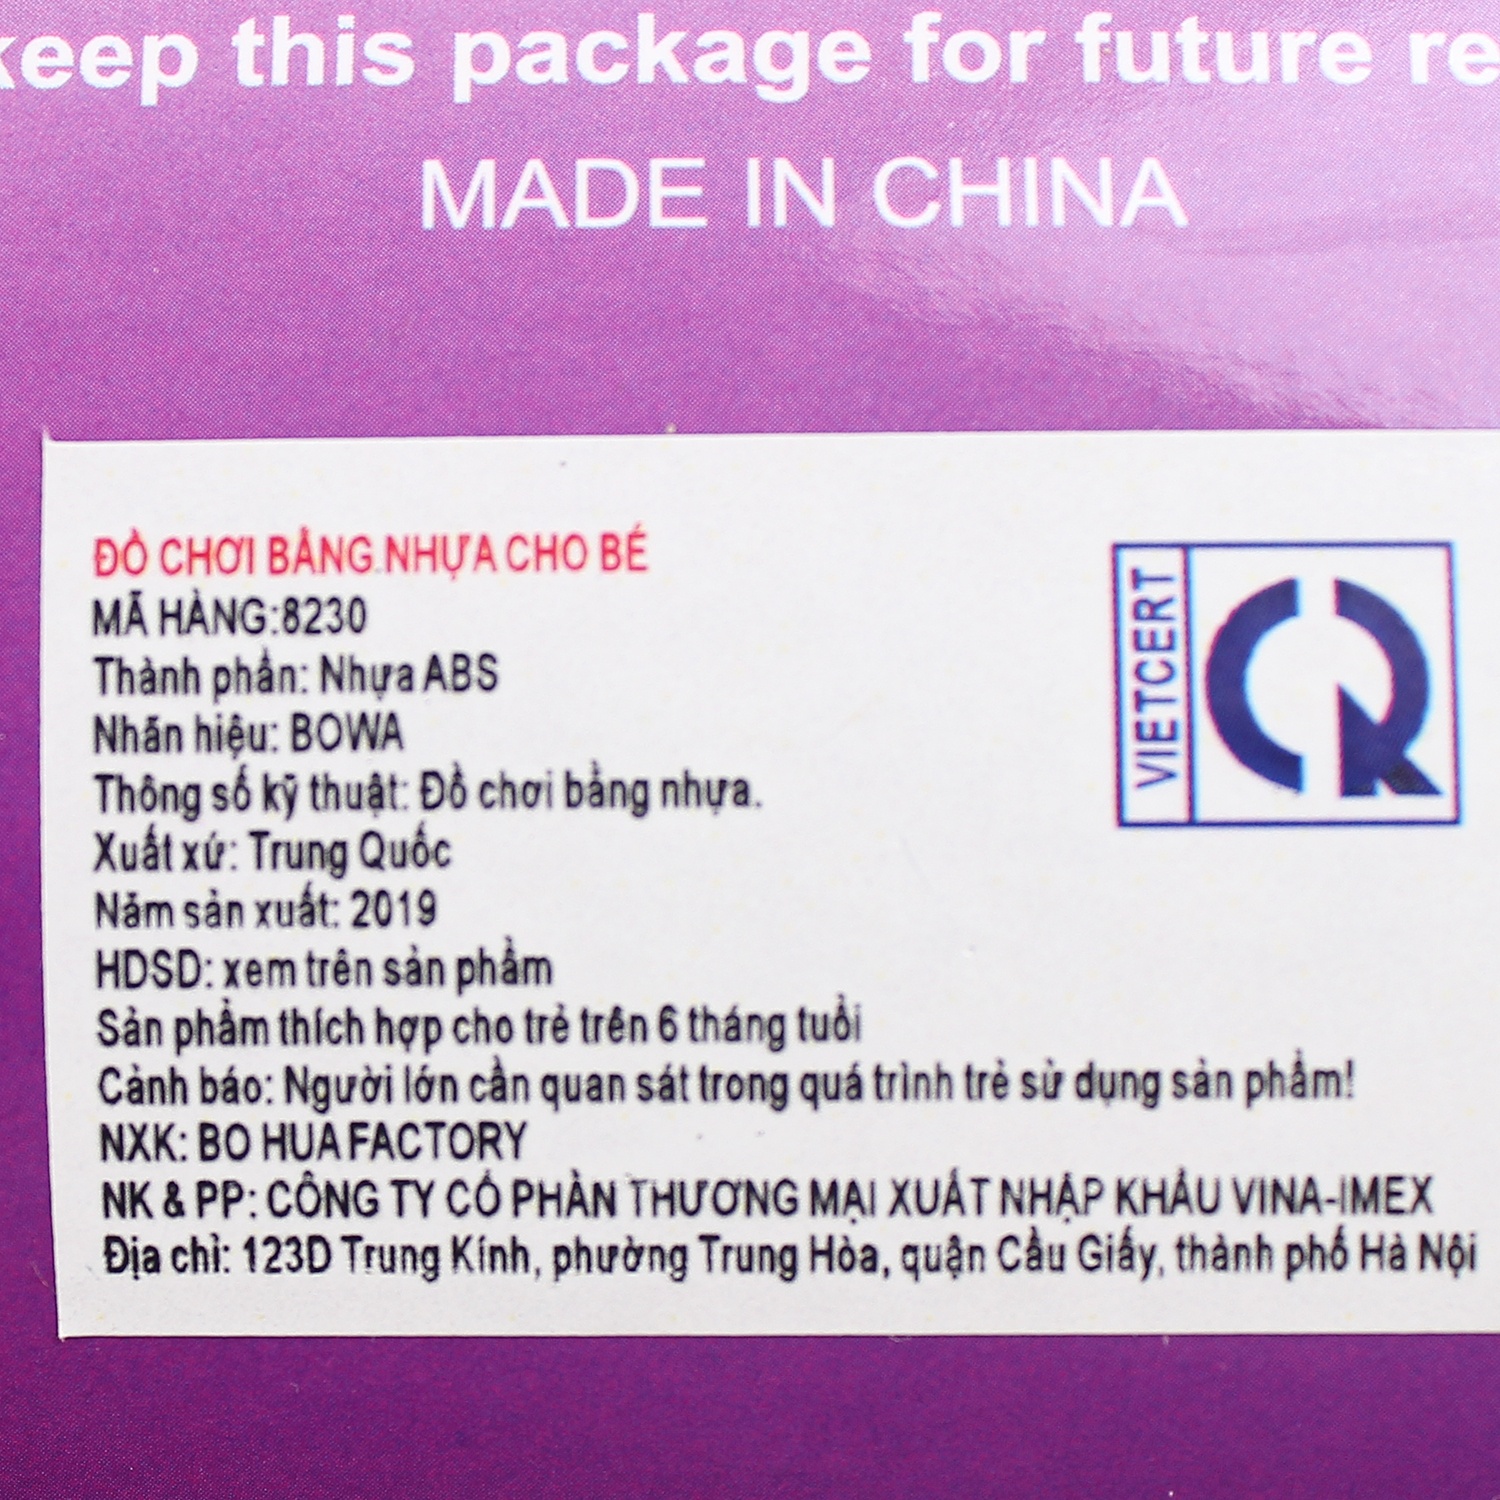 keep this package for future re
MADE IN CHINA
ĐỒ CHƠI BẰNG NHỰA CHO BÉ
MÃ HÀNG:8230
Thành phần: Nhựa ABS
Nhãn hiệu: BOWA
Thông số kỹ thuật: Đồ chơi bằng nhựa.
Xuất xứ: Trung Quốc
Năm sản xuất: 2019
HDSD: xem trên sản phẩm
Sản phẩm thích hợp cho trẻ trên 6 tháng tuổi
Cảnh báo: Người lớn cần quan sát trong quá trình trẻ sử dụng sản phẩm!
NXK: BO HUA FACTORY
NK & PP: CÔNG TY CỔ PHẦN THƯƠNG MẠI XUẤT NHẬP KHẨU VINA-IMEX
Địa chỉ: 123D Trung Kính, phường Trung Hòa, quận Cầu Giấy, thành phố Hà Nội
VIETCERT
CR